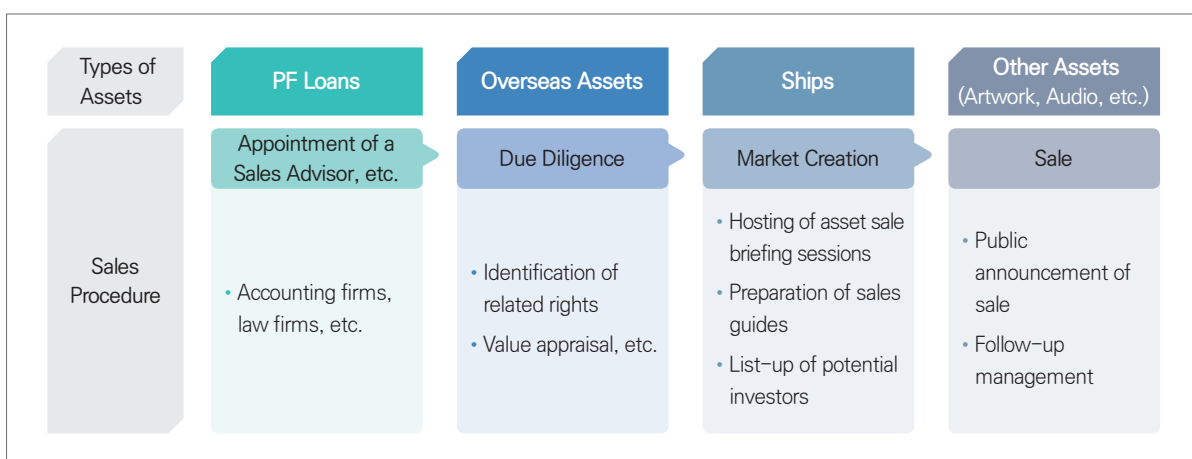 Types of
Assets
PF Loans
Overseas Assets
Ships
Other Assets
(Artwork, Audio, etc.)
Sales
Procedure
Appointment of a
Sales Advisor, etc.
• Accounting firms,
law firms, etc.
Due Diligence
• Identification of
related rights
• Value appraisal, etc.
Market Creation
• Hosting of asset sale
briefing sessions
• Preparation of sales
guides
• List-up of potential
investors
Sale
• Public
announcement of
sale
• Follow-up
management